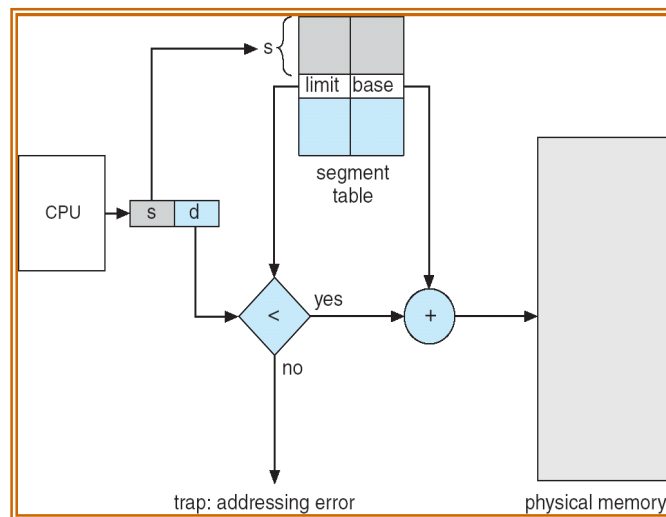 s
limit base
segment
table
CPU
s d
<
yes
+
no
trap: addressing error
physical memory